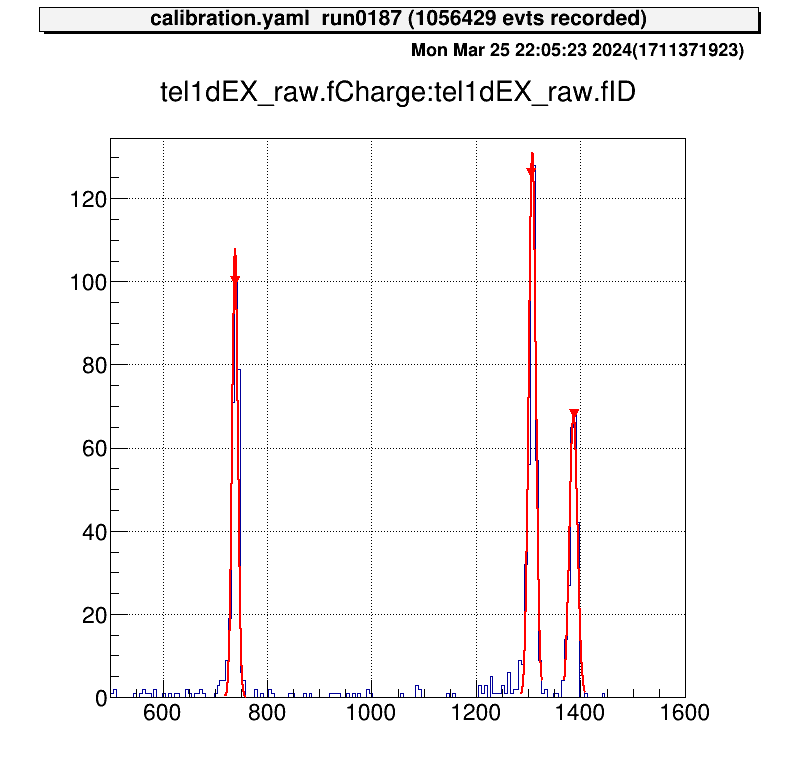 calibration.yaml run0187 (1056429 evts recorded)
Mon Mar 25 22:05:23 2024(1711371923)
tel1dEX_raw.fCharge:tel1dEX_raw.fID
120
100
80
60
40
20
0
600 800 1000 1200 1400 1600